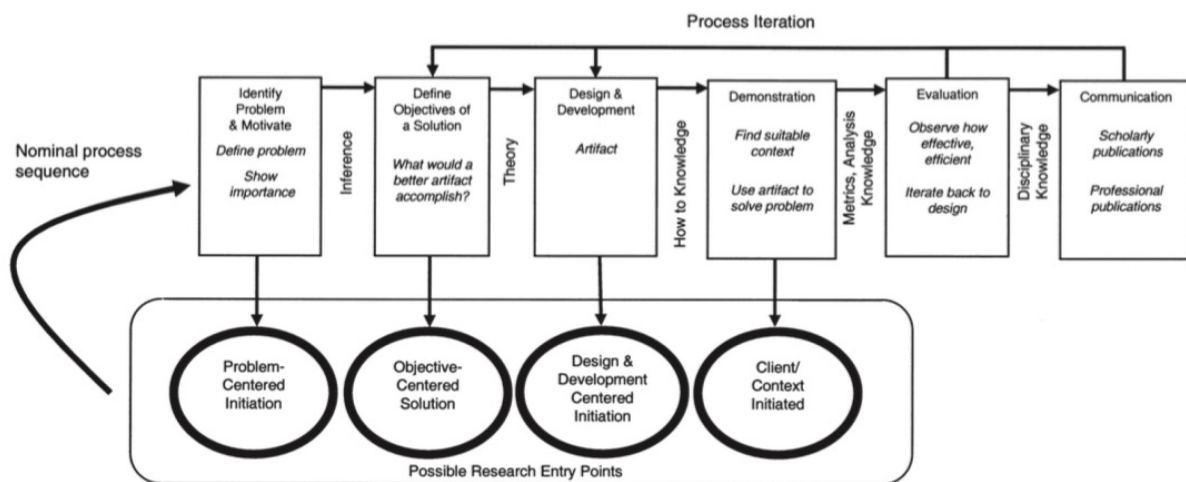 Process Iteration
Nominal process
sequence
Identify
Problem
& Motivate
Define problem
Show
importance
Inference
Define
Objectives of
a Solution
What would a
better artifact
accomplish?
Theory
Design &
Development
Artifact
How to Knowledge
Demonstration
Find suitable
context
Use artifact to
solve problem
Metrics, Analysis
Knowledge
Evaluation
Observe how
effective,
efficient
Iterate back to
design
Disciplinary
Knowledge
Communication
Scholarly
publications
Professional
publications
Problem-
Centered
Initiation
Objective-
Centered
Solution
Design &
Development
Centered
Initiation
Client/
Context
Initiated
Possible Research Entry Points